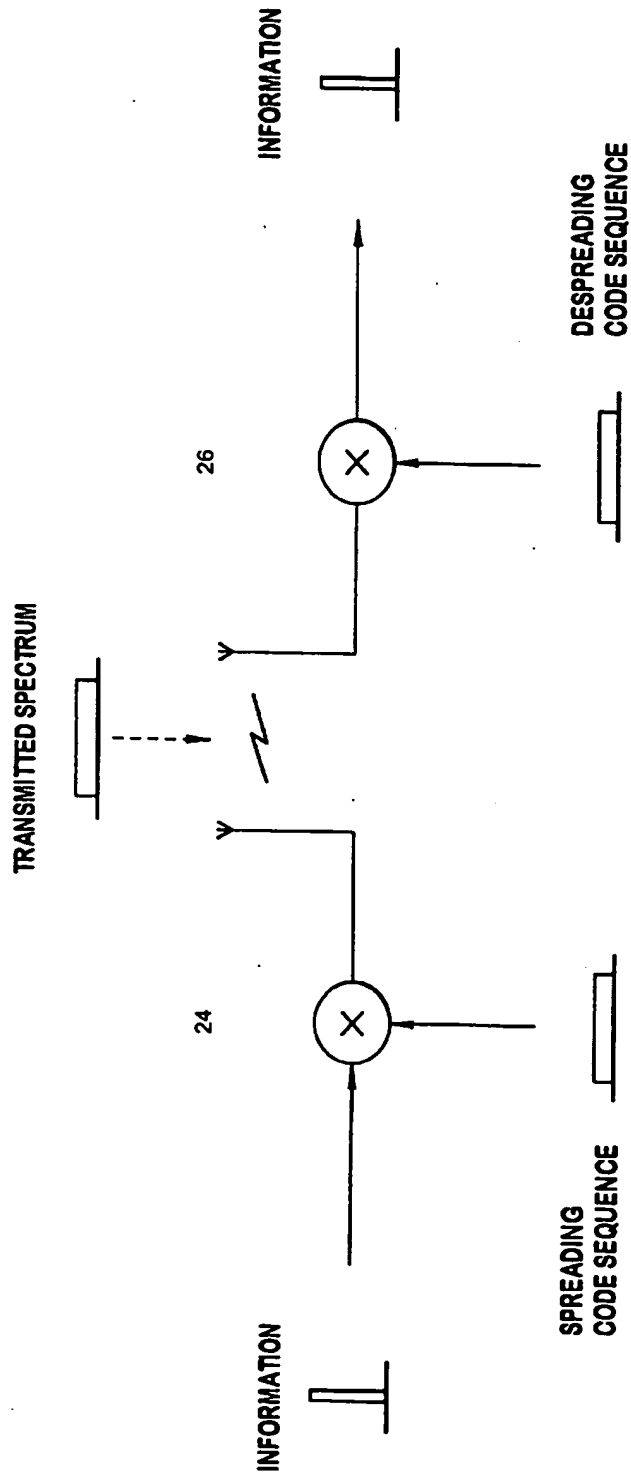 TRANSMITTED SPECTRUM
24
26
INFORMATION
INFORMATION
SPREADING
CODE SEQUENCE
DESPREADING
CODE SEQUENCE